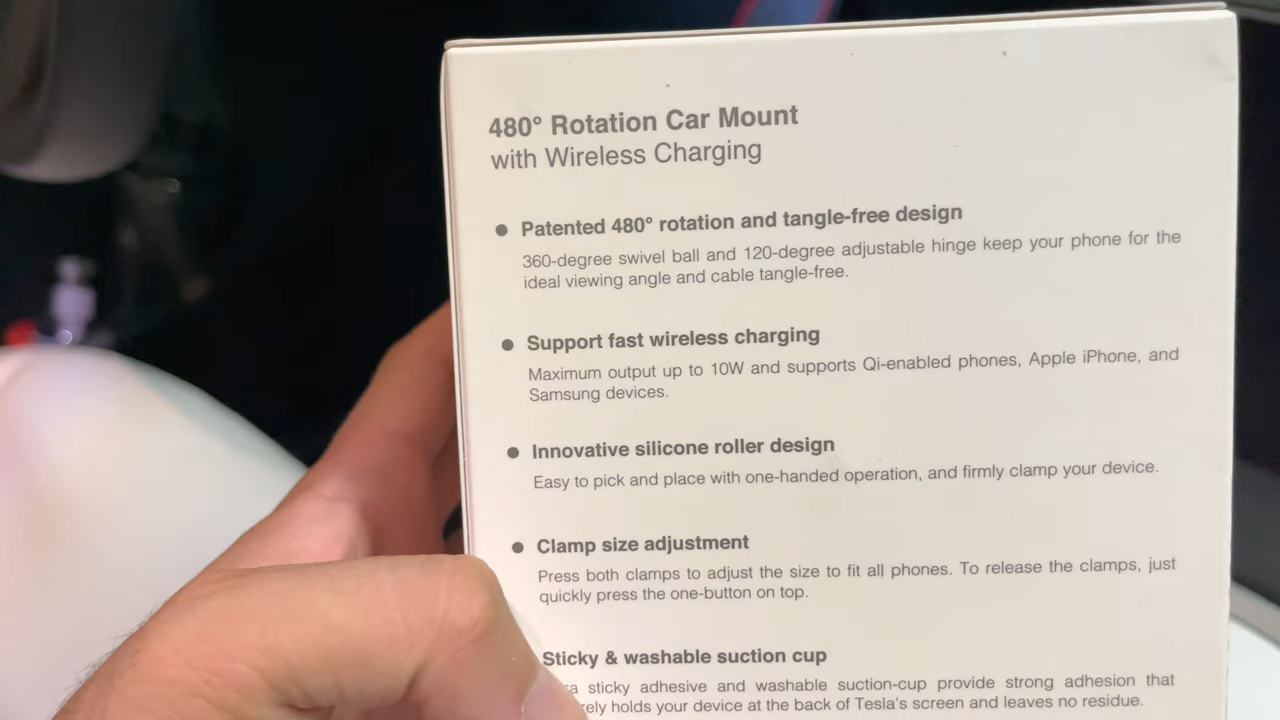 480° Rotation Car Mount
with Wireless Charging
● Patented 480° rotation and tangle-free design
360-degree swivel ball and 120-degree adjustable hinge keep your phone for the
ideal viewing angle and cable tangle-free.
● Support fast wireless charging
Maximum output up to 10W and supports Qi-enabled phones, Apple iPhone, and
Samsung devices.
● Innovative silicone roller design
Easy to pick and place with one-handed operation, and firmly clamp your device.
● Clamp size adjustment
Press both clamps to adjust the size to fit all phones. To release the clamps, just
quickly press the one-button on top.
Sticky & washable suction cup
sticky adhesive and washable suction-cup provide strong adhesion that
holds your device at the back of Tesla's screen and leaves no residue.